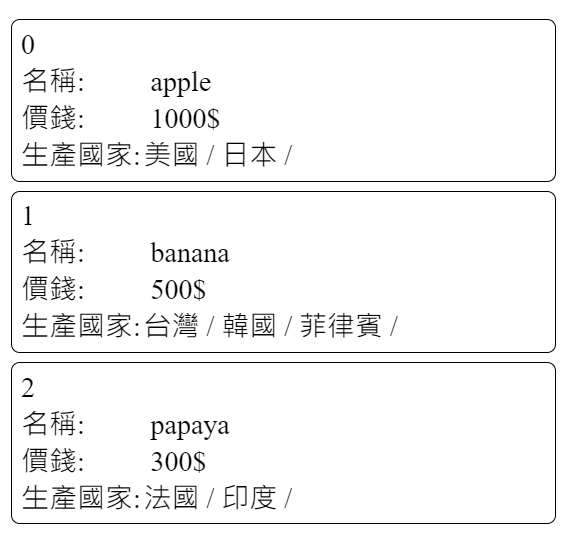 0
名稱: apple
價錢: 1000$
生產國家:美國 / 日本 /
1
名稱: banana
價錢: 500$
生產國家:台灣 / 韓國 / 菲律賓 /
2
名稱: papaya
價錢: 300$
生產國家:法國 / 印度 /